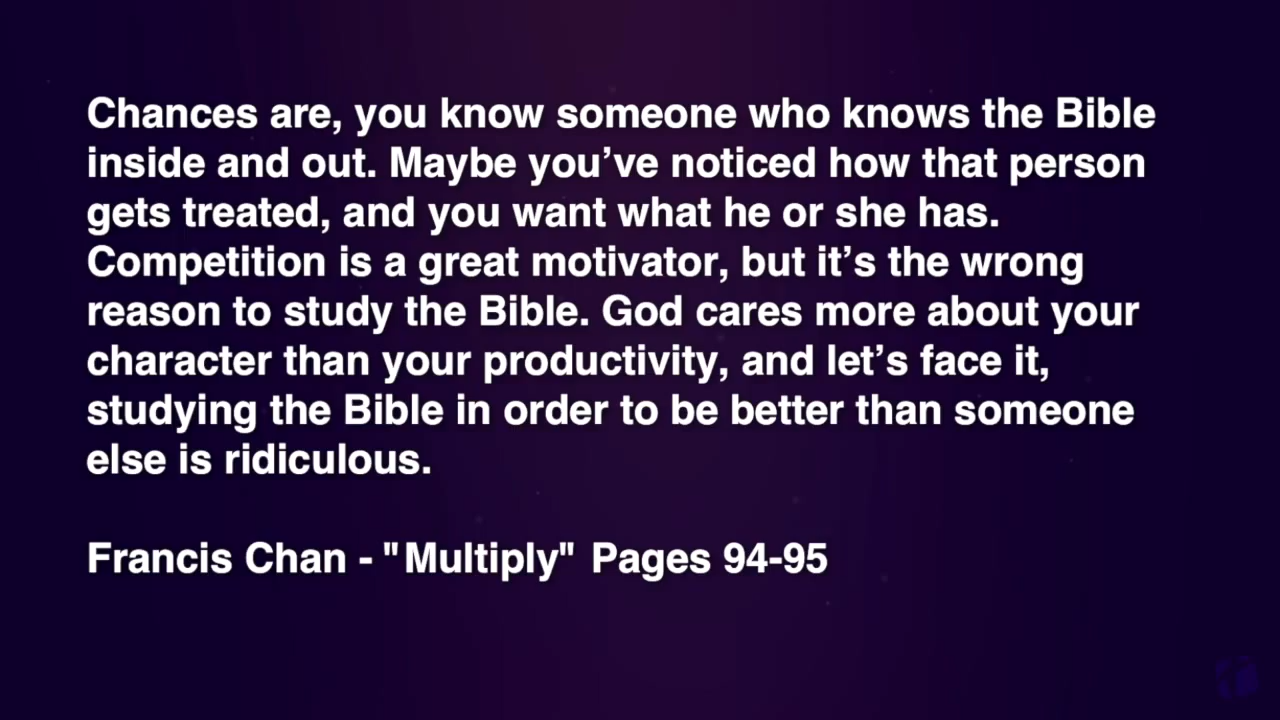 Chances are, you know someone who knows the Bible
inside and out. Maybe you’ve noticed how that person
gets treated, and you want what he or she has.
Competition is a great motivator, but it’s the wrong
reason to study the Bible. God cares more about your
character than your productivity, and let’s face it,
studying the Bible in order to be better than someone
else is ridiculous.
Francis Chan - "Multiply" Pages 94-95